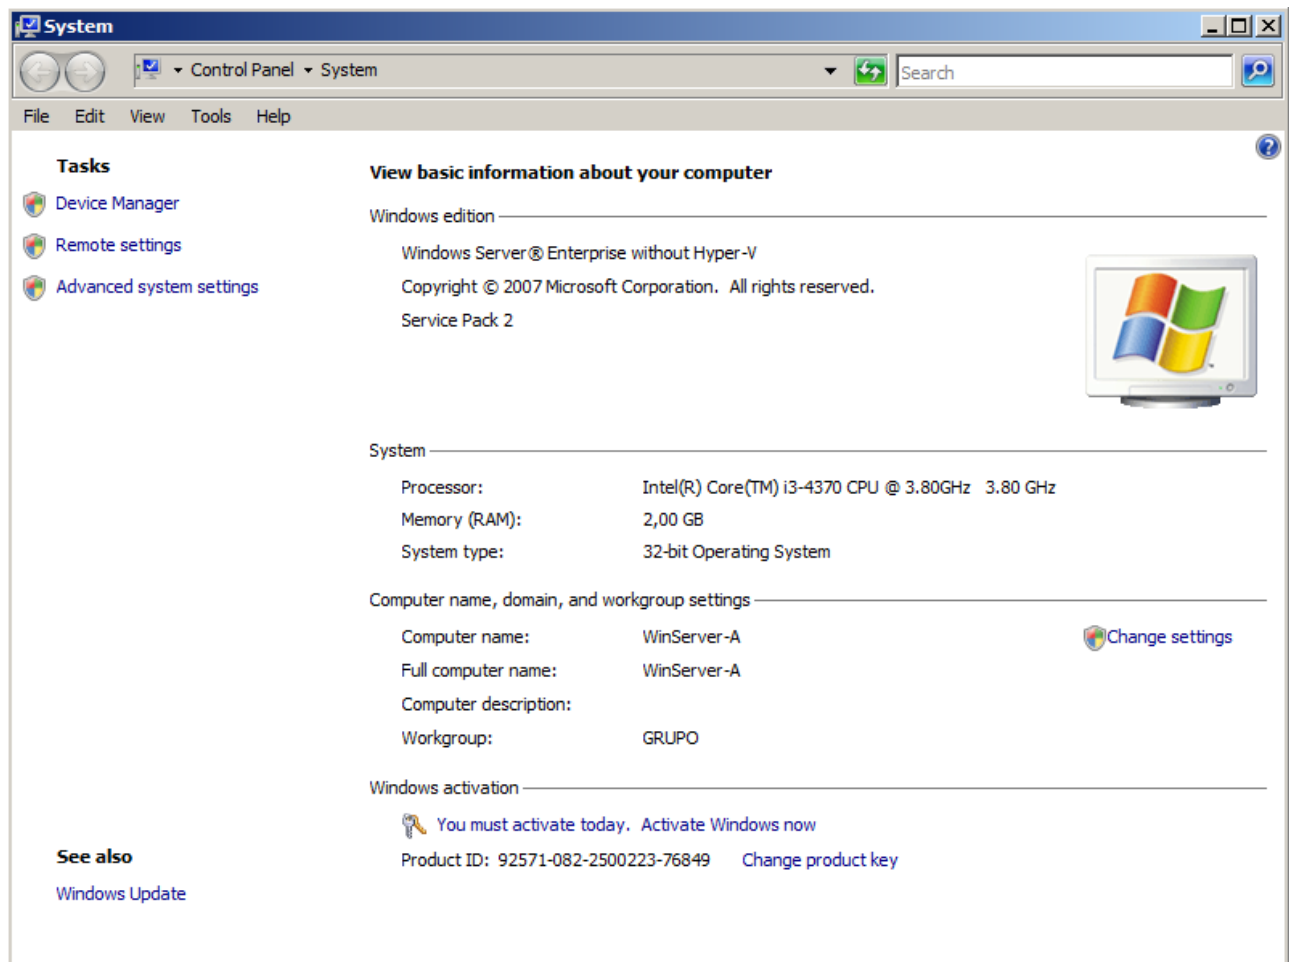 System
Control Panel System
Search
File Edit View Tools Help
Tasks
Device Manager
Remote settings
Advanced system settings
See also
Windows Update
View basic information about your computer
Windows edition
Windows Server® Enterprise without Hyper-V
Copyright © 2007 Microsoft Corporation. All rights reserved.
Service Pack 2
System
Processor: Intel(R) Core(TM) i3-4370 CPU @ 3.80GHz 3.80 GHz
Memory (RAM): 2,00 GB
System type: 32-bit Operating System
Computer name, domain, and workgroup settings
Computer name: WinServer-A Change settings
Full computer name: WinServer-A
Computer description:
Workgroup: GRUPO
Windows activation
You must activate today. Activate Windows now
Product ID: 92571-082-2500223-76849 Change product key